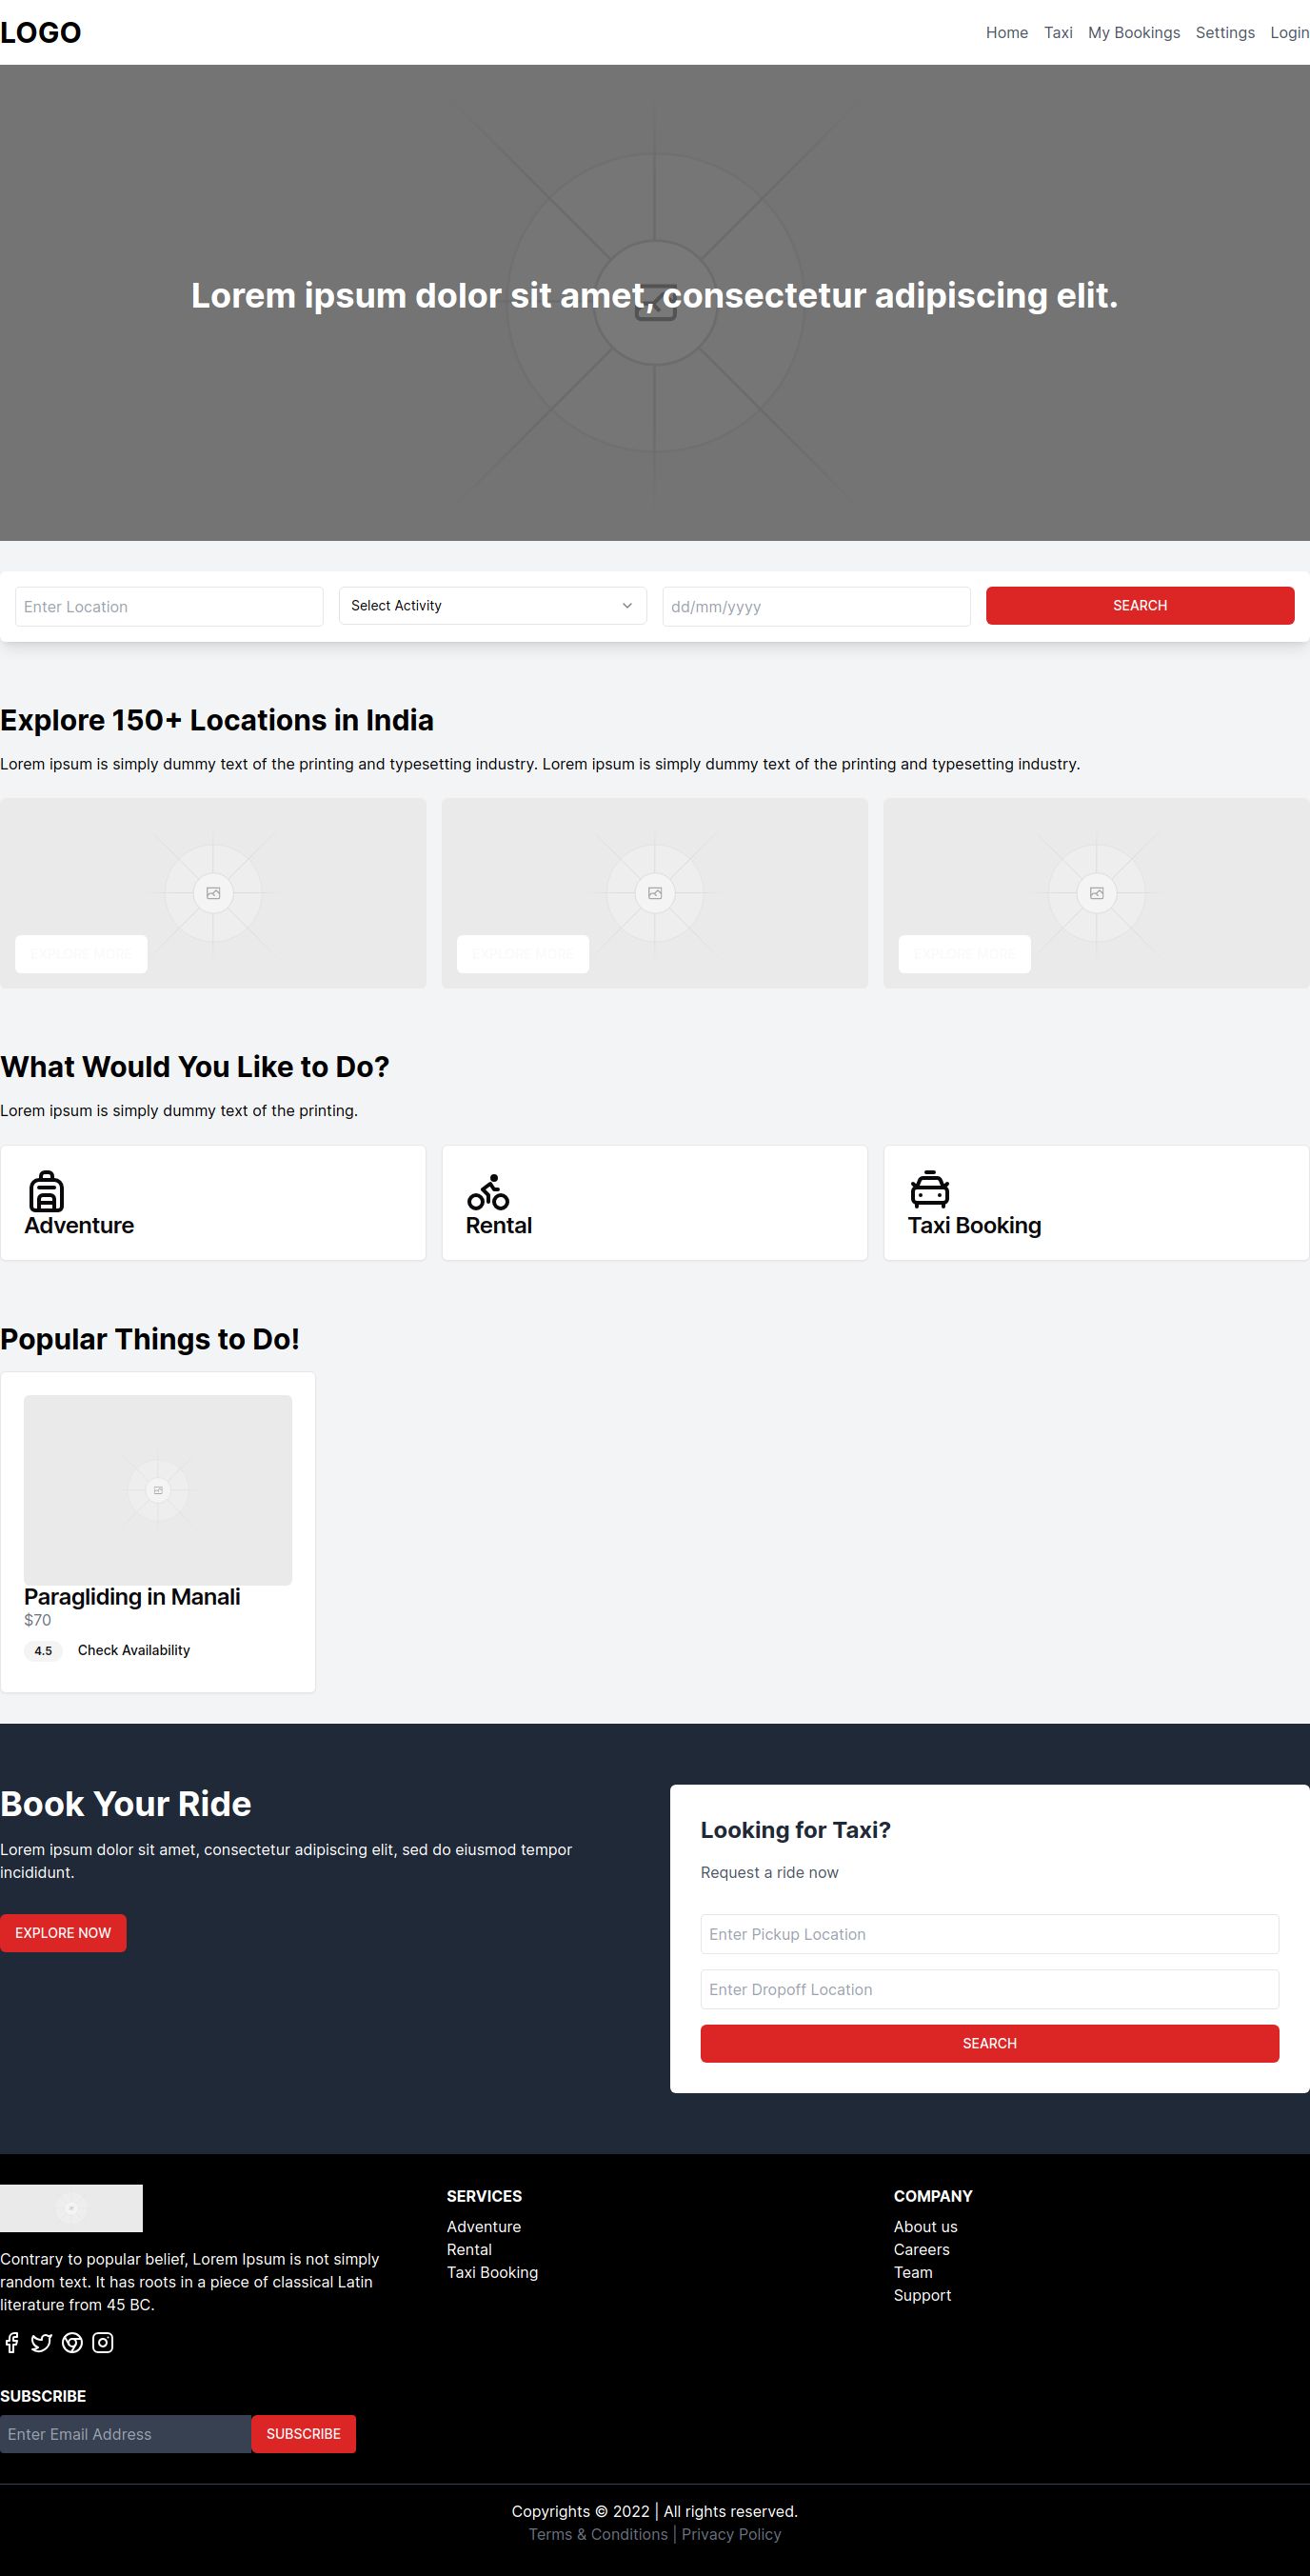 LOGO
Home Taxi My Bookings Settings Login
Lorem ipsum dolor sit amet, consectetur adipiscing elit.
Enter Location
Select Activity
dd/mm/yyyy
SEARCH
Explore 150+ Locations in India
Lorem ipsum is simply dummy text of the printing and typesetting industry. Lorem ipsum is simply dummy text of the printing and typesetting industry.
EXPLORE MORE
EXPLORE MORE
EXPLORE MORE
What Would You Like to Do?
Lorem ipsum is simply dummy text of the printing.
Adventure
Rental
Taxi Booking
Popular Things to Do!
Paragliding in Manali
$70
4.5 Check Availability
Book Your Ride
Lorem ipsum dolor sit amet, consectetur adipiscing elit, sed do eiusmod tempor
incididunt.
EXPLORE NOW
Looking for Taxi?
Request a ride now
Enter Pickup Location
Enter Dropoff Location
SEARCH
Contrary to popular belief, Lorem Ipsum is not simply
random text. It has roots in a piece of classical Latin
literature from 45 BC.
SERVICES
Adventure
Rental
Taxi Booking
COMPANY
About us
Careers
Team
Support
SUBSCRIBE
Enter Email Address
SUBSCRIBE
Copyrights © 2022 | All rights reserved.
Terms & Conditions | Privacy Policy